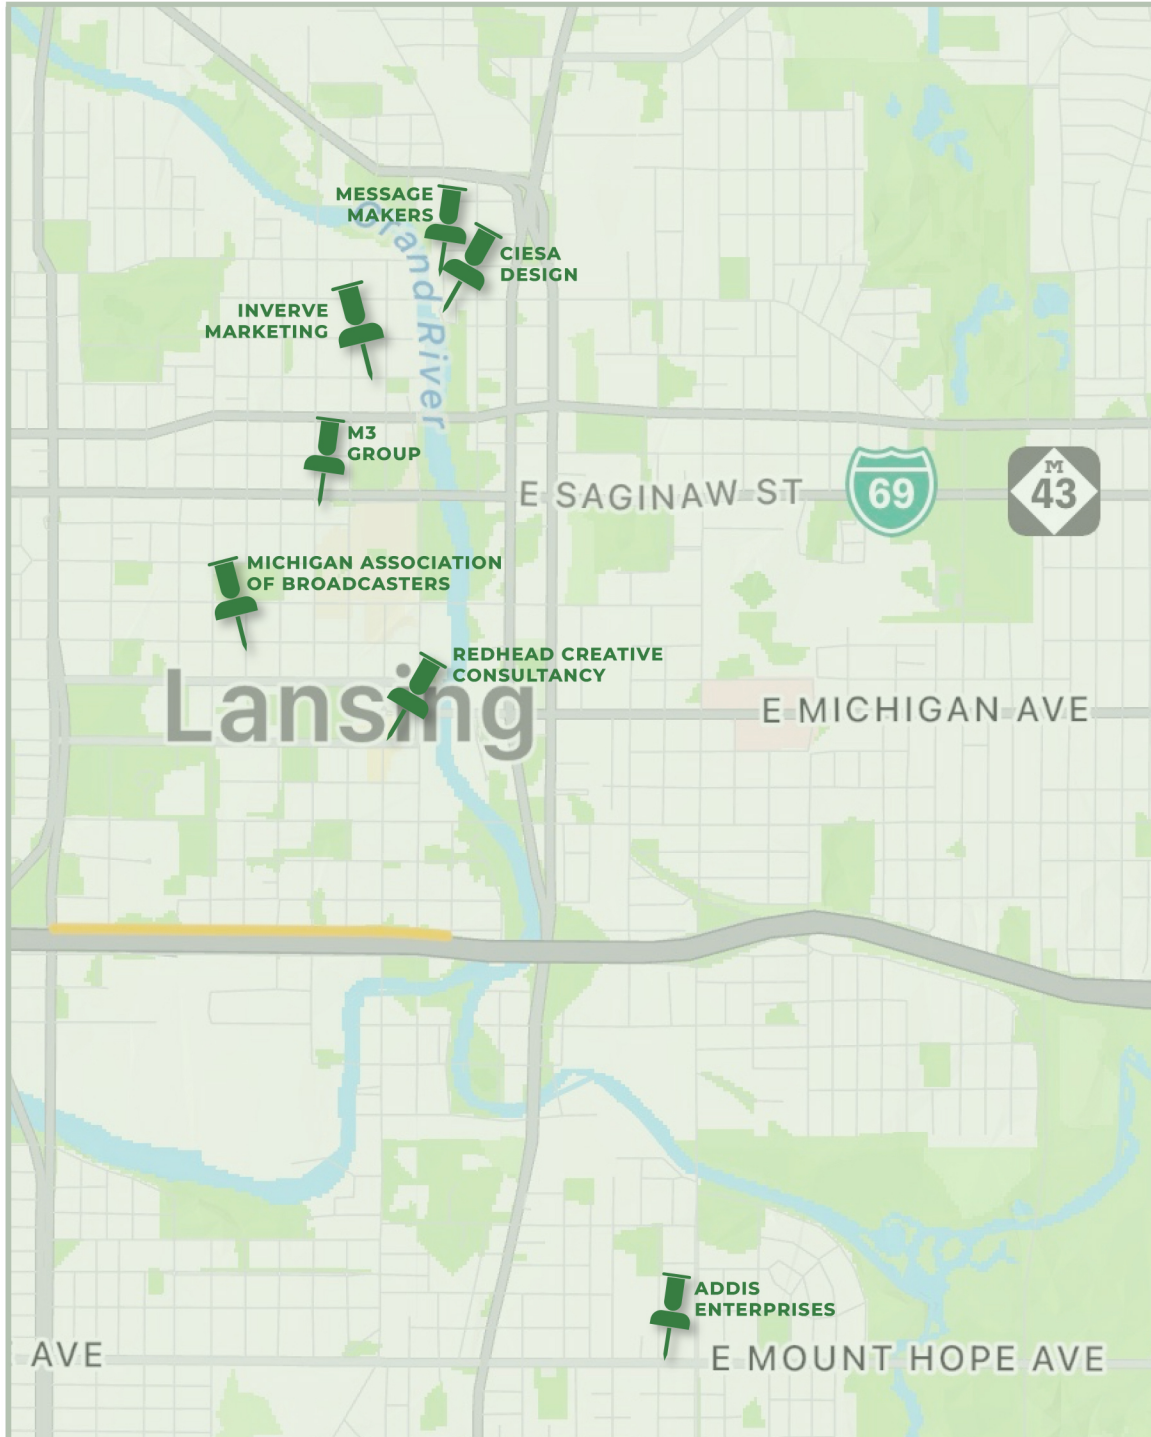 MESSAGE
MAKERS
Grand River
CIESA
DESIGN
INVERVE
MARKETING
M3
GROUP
E SAGINAW ST
69
M
43
MICHIGAN ASSOCIATION
OF BROADCASTERS
REDHEAD CREATIVE
CONSULTANCY
Lansing
E MICHIGAN AVE
ADDIS
ENTERPRISES
AVE
E MOUNT HOPE AVE